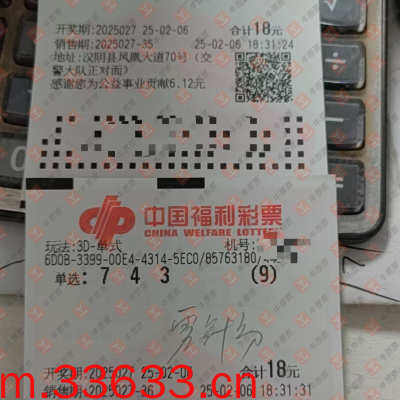 开奖期:2025027 25-02-06 合计18元
销售期:2025027-35 25-02-06 18:31:24
地址:汉阴县凤凰大道70号（交
警大队正对面）
感谢您为公益事业贡献6.12元
中国福利彩票
CHINA WELFARE LOTTERY
玩法:3D-单式 机号:
6D0B-3399-00E4-4314-5EC0/85763180/
单选: 7 4 3 (9)
开奖期:2025027 25-02-06 合计18元
销售期:2025027-36 25-02-06 18:31:31
m.33633.cn